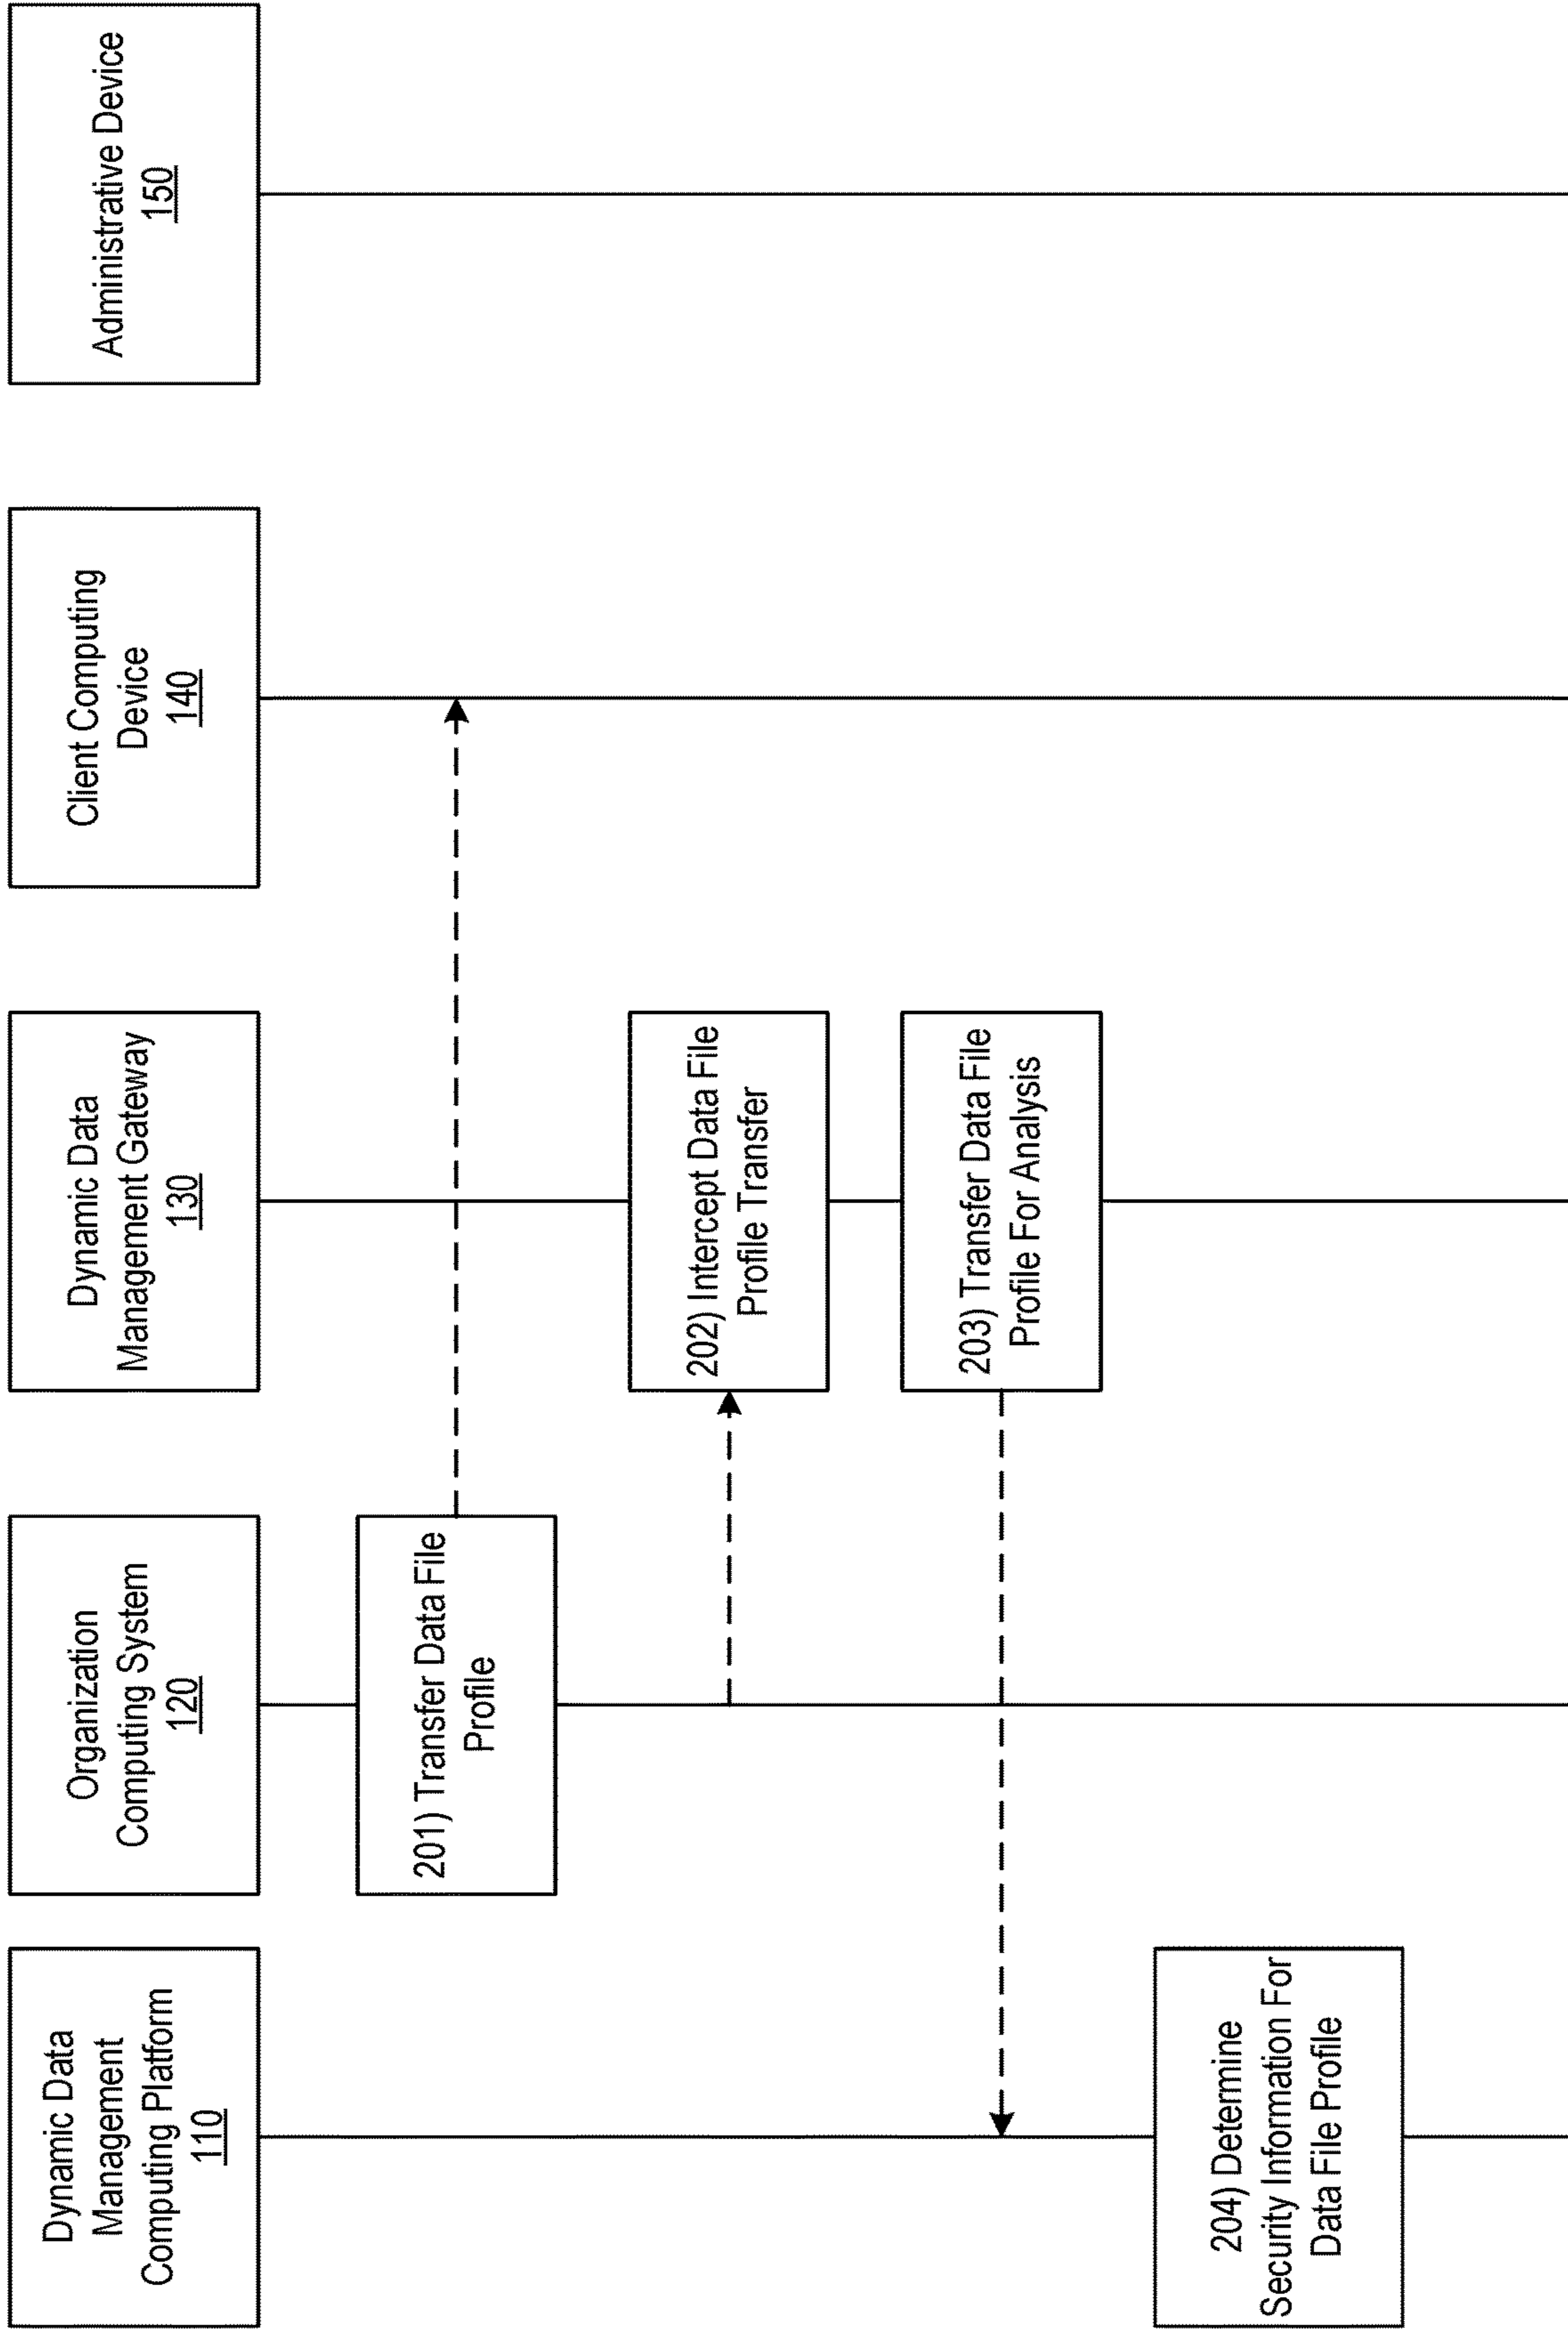 Dynamic Data
Management
Computing Platform
110
Organization
Computing System
120
Dynamic Data
Management Gateway
130
Client Computing
Device
140
Administrative Device
150
201) Transfer Data File
Profile
202) Intercept Data File
Profile Transfer
203) Transfer Data File
Profile For Analysis
204) Determine
Security Information For
Data File Profile